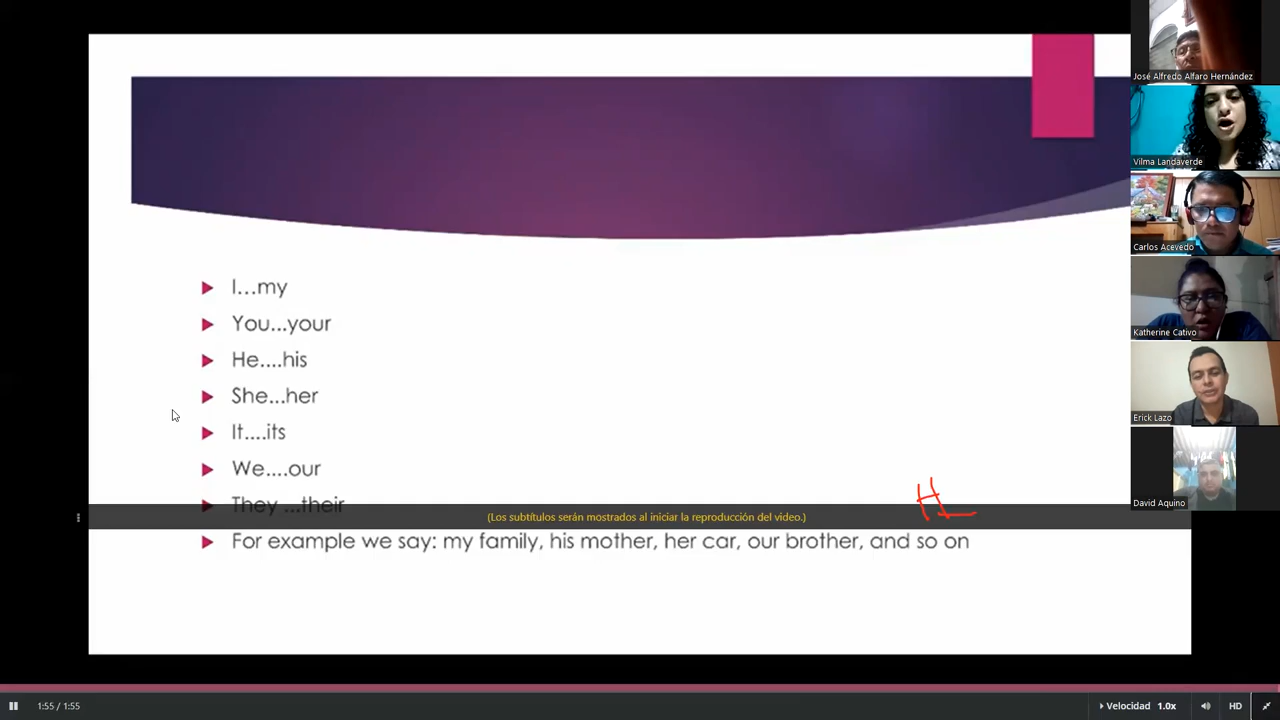 José Alfredo Alfaro Hernández
Vilma Landaverde
Carlos Acevedo
Katherine Cativo
Erick Lazo
David Aquino
I...my
You...your
He....his
She...her
It....its
We....our
They ...their
(Los subtítulos serán mostrados al iniciar la reproducción del video.)
HL
For example we say: my family, his mother, her car, our brother, and so on
1:55 / 1:55
Velocidad 1.0x
HD